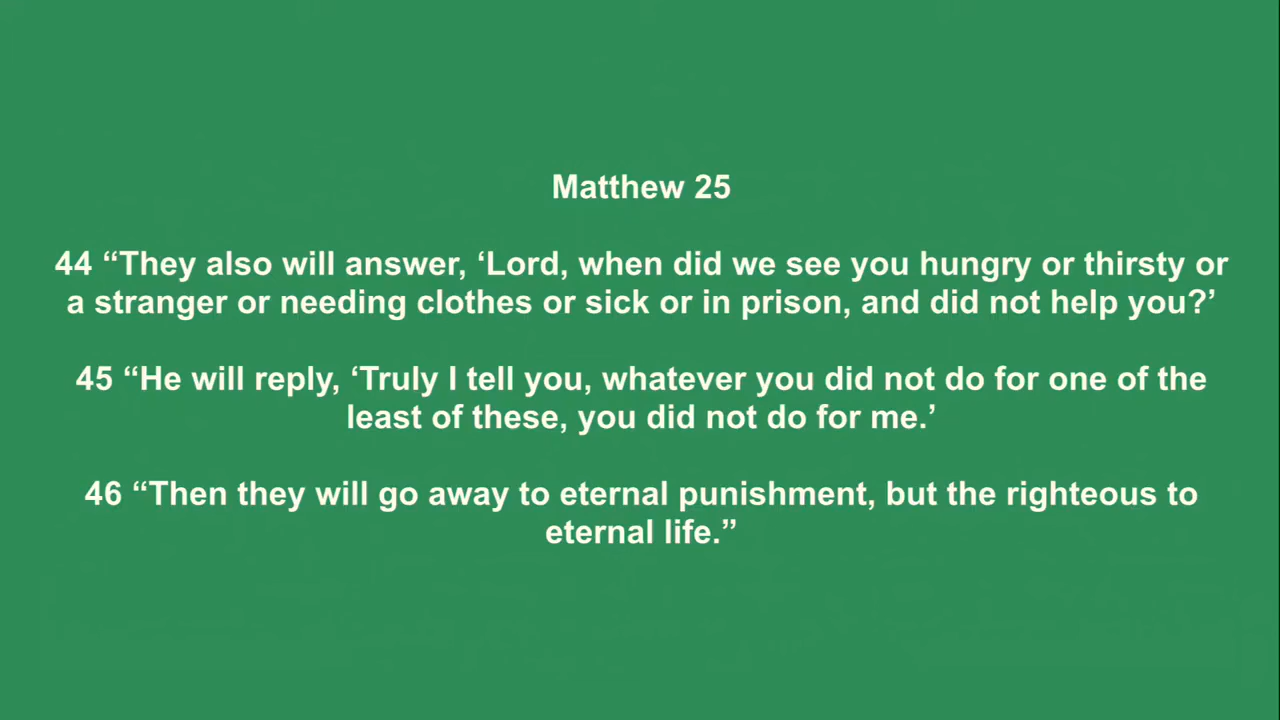 Matthew 25
44 “They also will answer, ‘Lord, when did we see you hungry or thirsty or
a stranger or needing clothes or sick or in prison, and did not help you?’
45 “He will reply, ‘Truly I tell you, whatever you did not do for one of the
least of these, you did not do for me.’
46 “Then they will go away to eternal punishment, but the righteous to
eternal life.”